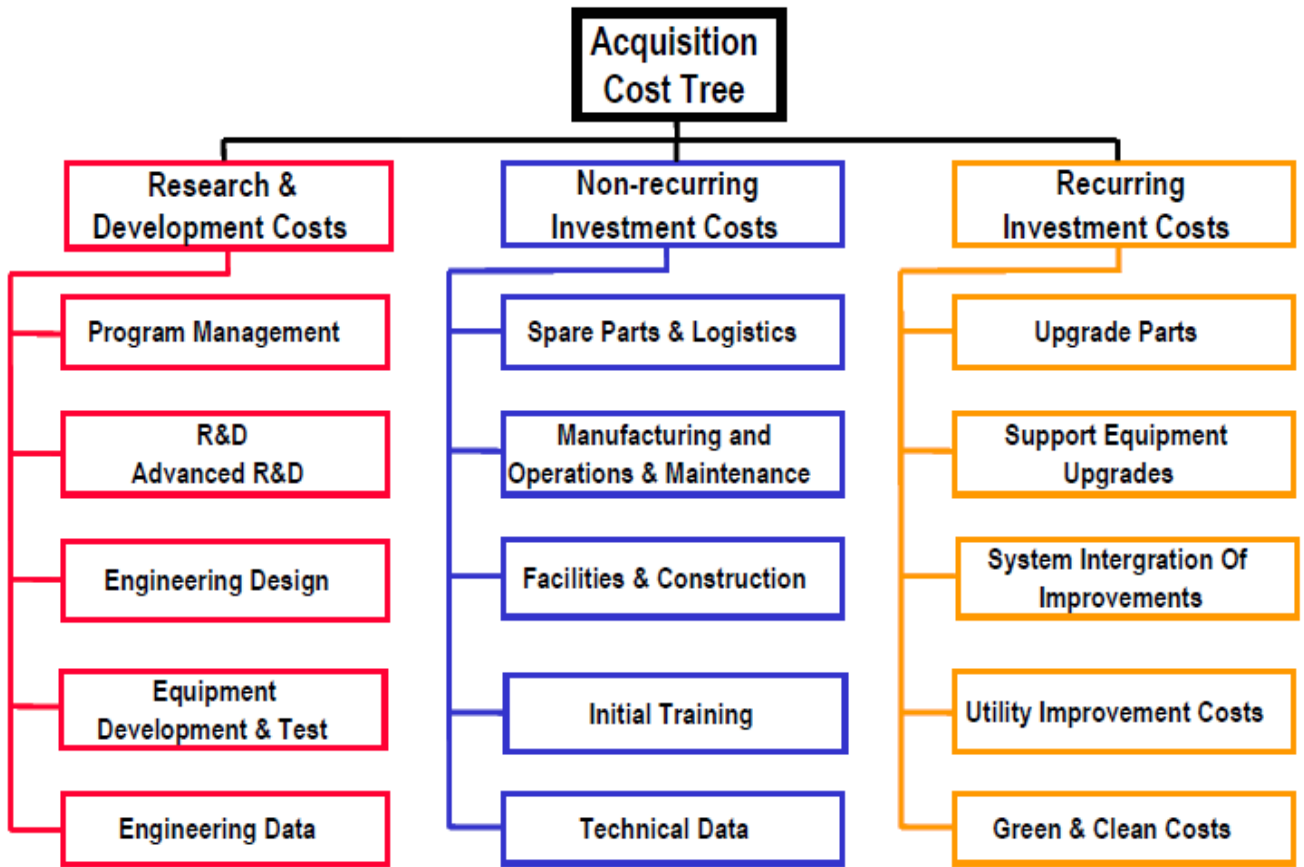 Acquisition
Cost Tree
Research &
Development Costs
Non-recurring
Investment Costs
Recurring
Investment Costs
Program Management
R&D
Advanced R&D
Engineering Design
Equipment
Development & Test
Engineering Data
Spare Parts & Logistics
Manufacturing and
Operations & Maintenance
Facilities & Construction
Initial Training
Technical Data
Upgrade Parts
Support Equipment
Upgrades
System Intergration Of
Improvements
Utility Improvement Costs
Green & Clean Costs